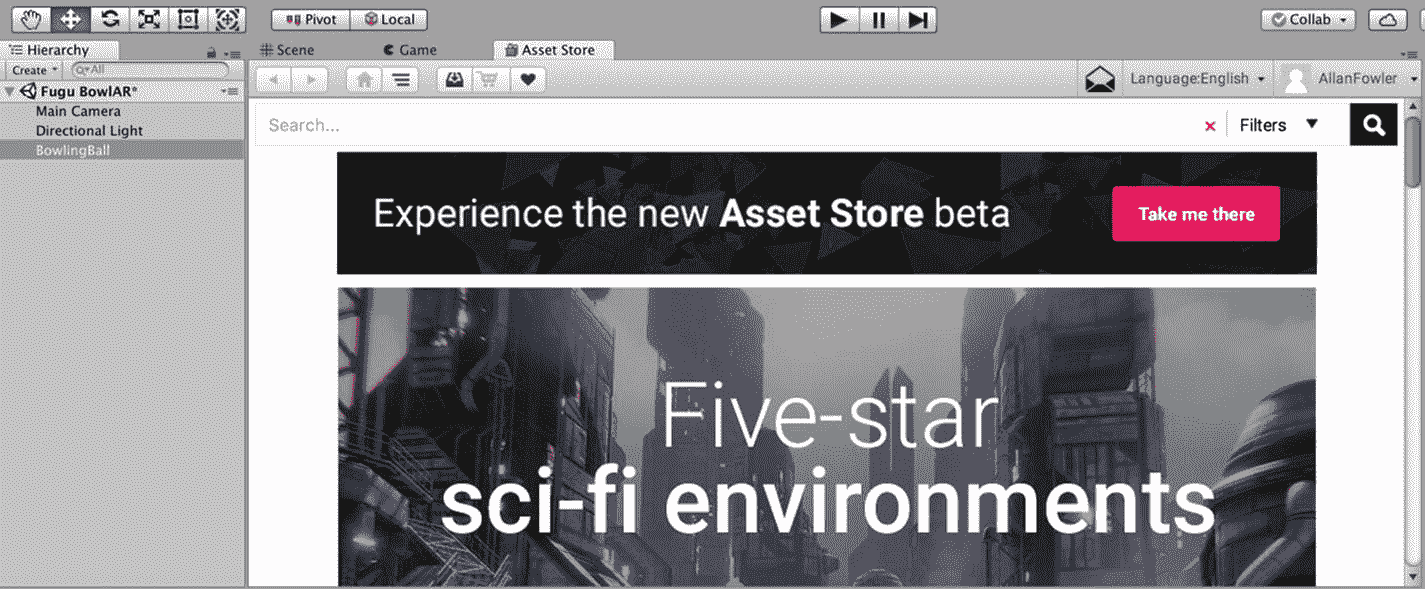 Pivot Local Collab
Hierarchy Scene Game Asset Store
Create All
Language:English AllanFowler
Fugu BowlAR*
Main Camera
Directional Light
BowlingBall
Search... × Filters
Experience the new Asset Store beta Take me there
Five-star
sci-fi environments